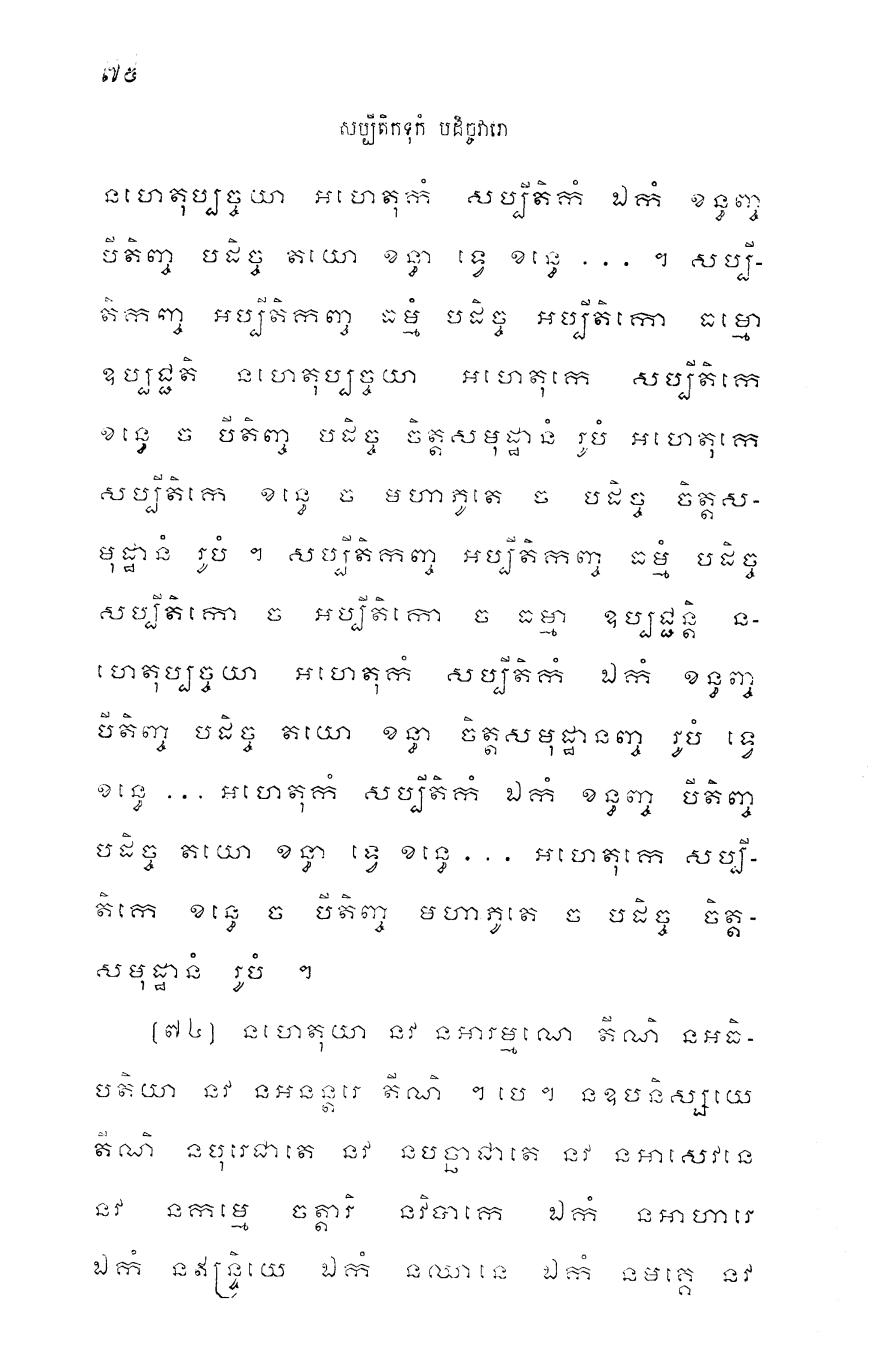 ៧៥
សប្បីតិកទុកំ បដិច្ចវារោ
នហេតុប្បច្ចយា អហេតុកំ សប្បីតិកំ ឯកំ ខន្ធញ្ច
បីតិញ្ច បដិច្ច តយោ ខន្ធា ទ្វេ ខន្ធេ ... ។ សប្បី-
តិកញ្ច អប្បីតិកញ្ច ធម្មំ បដិច្ច អប្បីតិកោ ធម្មោ
ឧប្បជ្ជតិ នហេតុប្បច្ចយា អហេតុកេ សប្បីតិកេ
ខន្ធេ ច បីតិញ្ច បដិច្ច ចិត្តសមុដ្ឋានំ រូបំ អហេតុកេ
សប្បីតិកេ ខន្ធេ ច មហាភូតេ ច បដិច្ច ចិត្តស-
មុដ្ឋានំ រូបំ ។ សប្បីតិកញ្ច អប្បីតិកញ្ច ធម្មំ បដិច្ច
សប្បីតិកោ ច អប្បីតិកោ ច ធម្មា ឧប្បជ្ជន្តិ ន-
ហេតុប្បច្ចយា អហេតុកំ សប្បីតិកំ ឯកំ ខន្ធញ្ច
បីតិញ្ច បដិច្ច តយោ ខន្ធា ចិត្តសមុដ្ឋានញ្ច រូបំ ទ្វេ
ខន្ធេ ... អហេតុកំ សប្បីតិកំ ឯកំ ខន្ធញ្ច បីតិញ្ច
បដិច្ច តយោ ខន្ធា ទ្វេ ខន្ធេ ... អហេតុកេ សប្បី-
តិកេ ខន្ធេ ច បីតិញ្ច មហាភូតេ ច បដិច្ច ចិត្ត-
សមុដ្ឋានំ រូបំ ។
[៧៤] នហេតុយា នវ នអារម្មណេ តីណិ នអធិ-
បតិយា នវ នអនន្តរេ តីណិ ។ បេ ។ នឧបនិស្សយេ
តីណិ នបុរេជាតេ នវ នបច្ឆាជាតេ នវ នអាសេវនេ
នវ នកម្មេ ចត្តារិ នវិបាកេ ឯកំ នអាហារេ
ឯកំ នឥន្ទ្រិយេ ឯកំ នឈានេ ឯកំ នមគ្គេ នវ